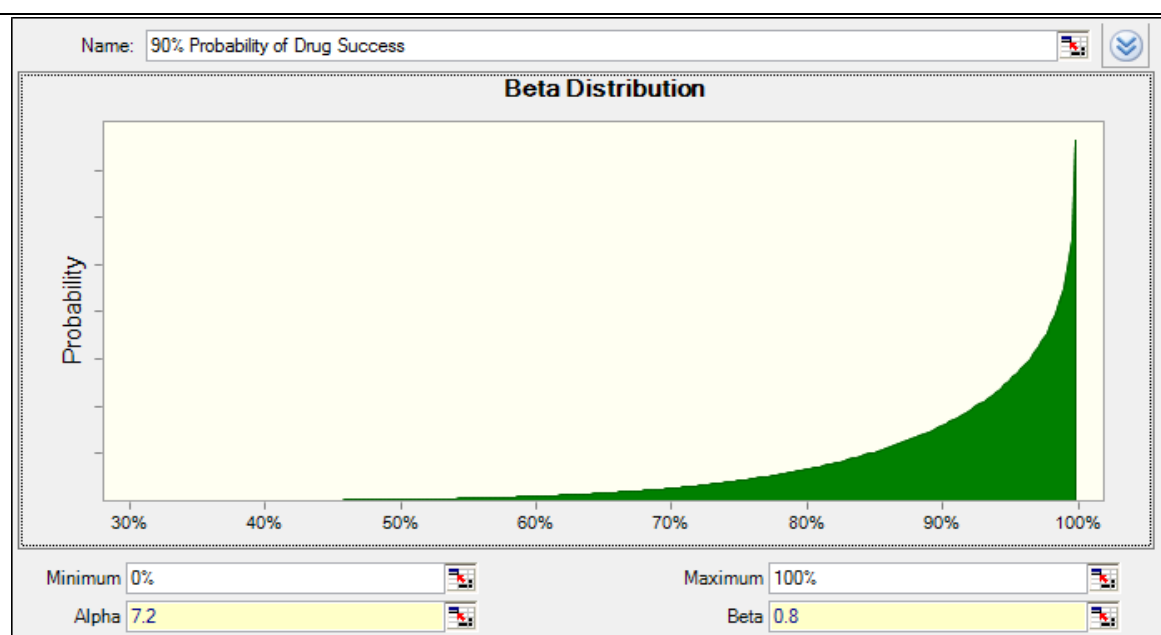 Name: 90% Probability of Drug Success
Beta Distribution
Probability
30% 40% 50% 60% 70% 80% 90% 100%
Minimum 0% Maximum 100%
Alpha 7.2 Beta 0.8